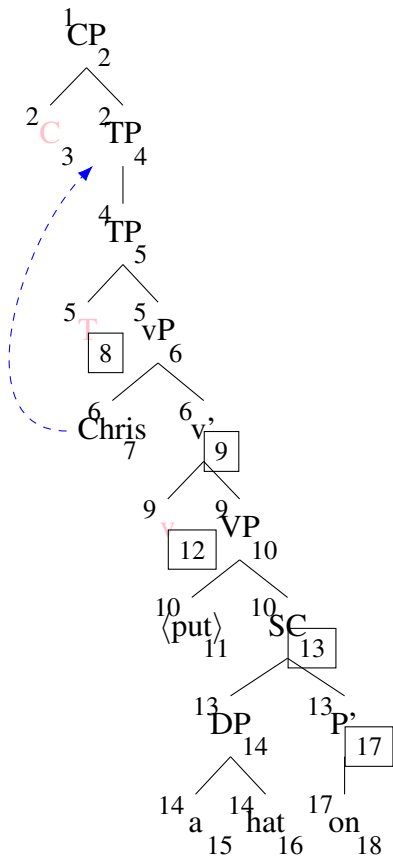 1 CP 2
2 C 3 2 TP 4
4 TP 5
5 T 8 5 vP 6
6 Chris 7 6 v’ 9
9 v 12 9 VP 10
10 ⟨put⟩ 11 10 SC 13
13 DP 14 13 P’ 17
14 a 15 14 hat 16 17 on 18